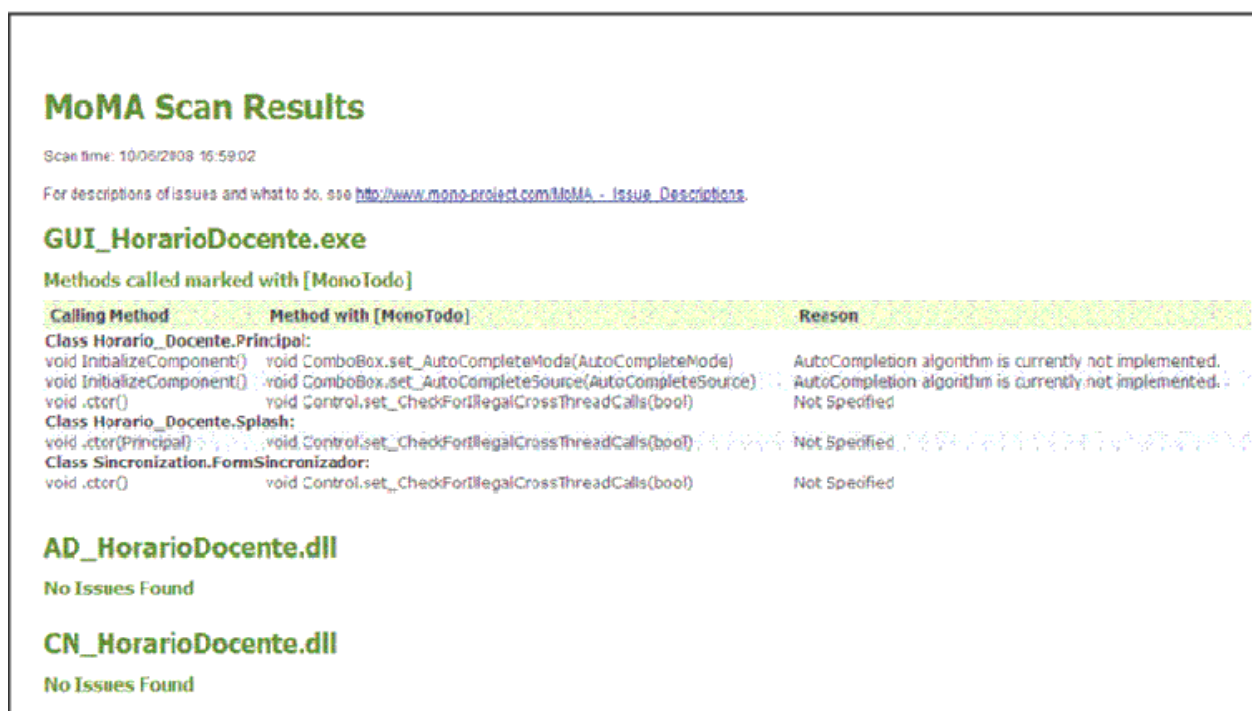 MoMA Scan Results
Scan time: 10/06/2008 16:59:02
For descriptions of issues and what to do, see http://www.mono-project.com/MoMA_-_Issue_Descriptions.
GUI_HorarioDocente.exe
Methods called marked with [MonoTodo]
Calling Method Method with [MonoTodo] Reason
Class Horario_Docente.Principal:
void InitializeComponent() void ComboBox.set_AutoCompleteMode(AutoCompleteMode) AutoCompletion algorithm is currently not implemented.
void InitializeComponent() void ComboBox.set_AutoCompleteSource(AutoCompleteSource) AutoCompletion algorithm is currently not implemented.
void .ctor() void Control.set_CheckForIllegalCrossThreadCalls(bool) Not Specified
Class Horario_Docente.Splash:
void .ctor(Principal) void Control.set_CheckForIllegalCrossThreadCalls(bool) Not Specified
Class Sincronization.FormSincronizador:
void .ctor() void Control.set_CheckForIllegalCrossThreadCalls(bool) Not Specified
AD_HorarioDocente.dll
No Issues Found
CN_HorarioDocente.dll
No Issues Found